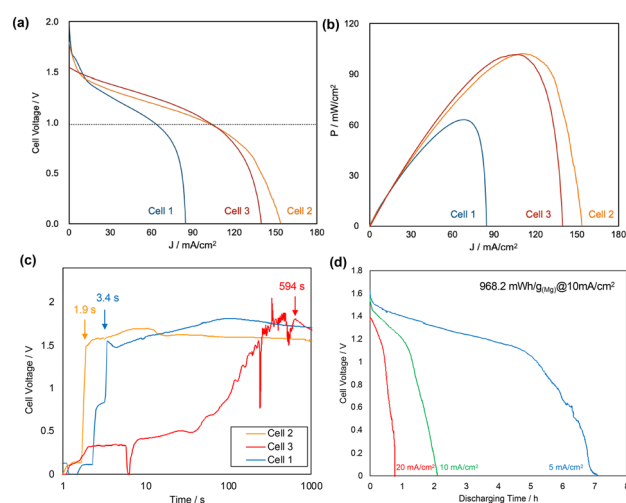 (a)
2.0
1.5
1.0
0.5
0.0
Cell Voltage / V
Cell 1
Cell 3
Cell 2
0
30
60
90
120
150
180
J / mA/cm²
(b)
120
90
60
30
0
P / mW/cm²
Cell 1
Cell 3
Cell 2
0
30
60
90
120
150
180
J / mA/cm²
(c)
2
1.5
1
0.5
0
Cell Voltage / V
1.9 s
3.4 s
594 s
Cell 2
Cell 3
Cell 1
1
10
100
1000
Time / s
(d)
1.8
1.6
1.4
1.2
1
0.8
0.6
0.4
0.2
0
Cell Voltage / V
968.2 mWh/g(Mg)@10mA/cm²
20 mA/cm²
10 mA/cm²
5 mA/cm²
0
1
2
3
4
5
6
7
8
Discharging Time / h